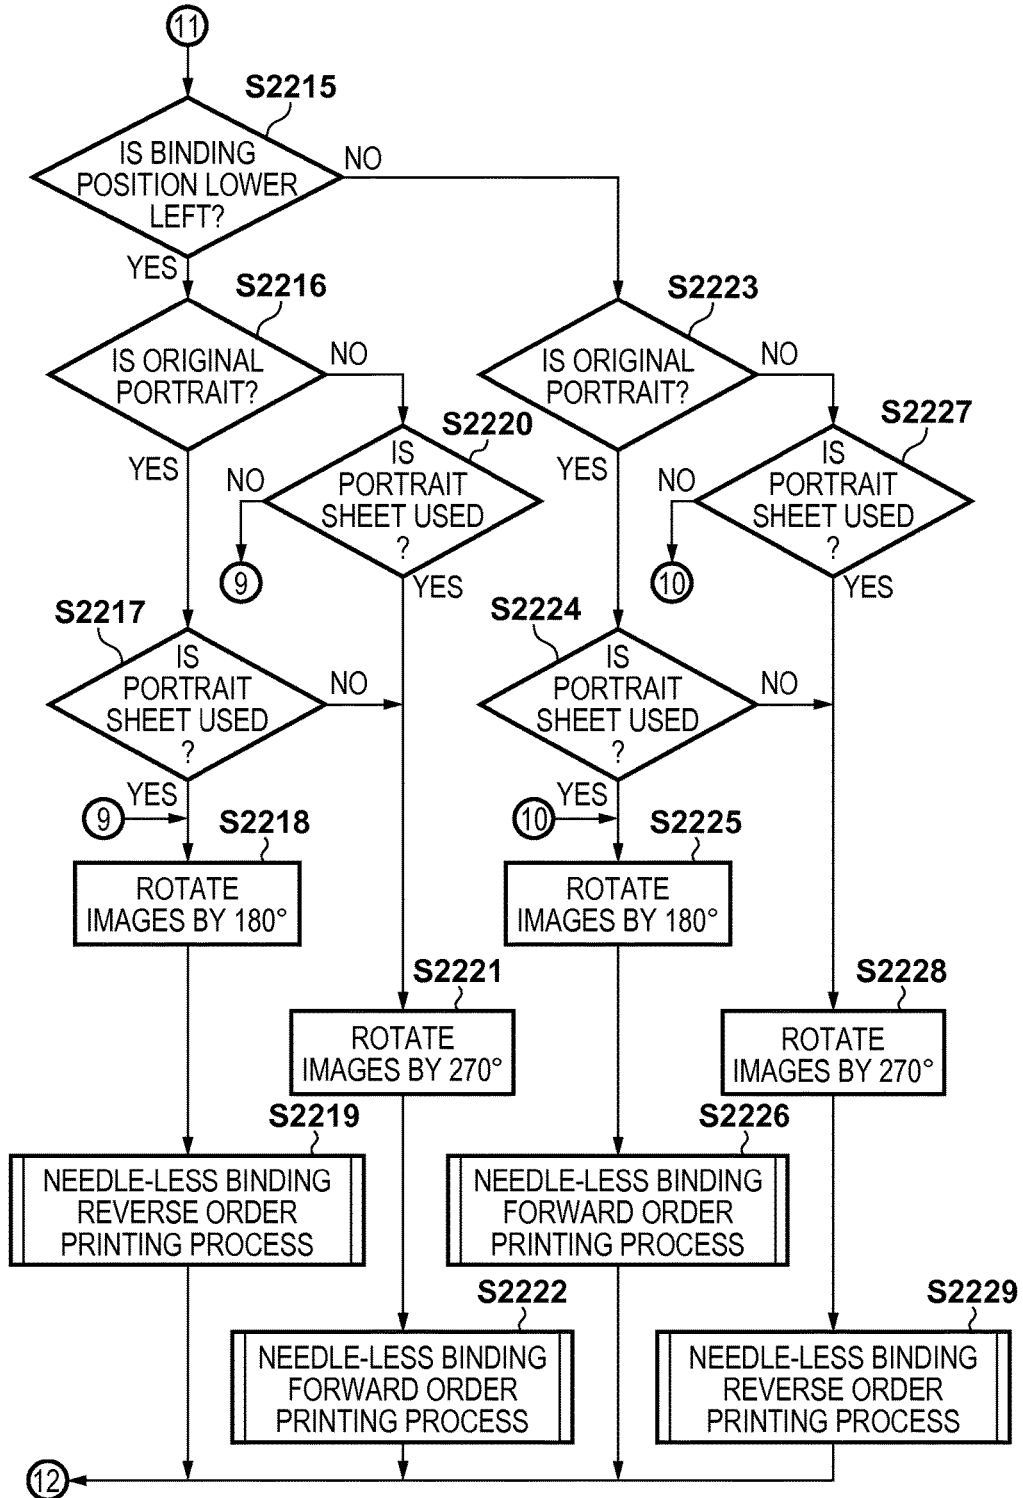 11
S2215
IS BINDING
POSITION LOWER
LEFT?
NO
YES
S2216
IS ORIGINAL
PORTRAIT?
NO
YES
S2223
IS ORIGINAL
PORTRAIT?
NO
YES
S2220
IS
PORTRAIT
SHEET USED
?
NO
YES
9
S2227
IS
PORTRAIT
SHEET USED
?
NO
YES
10
S2217
IS
PORTRAIT
SHEET USED
?
NO
YES
S2224
IS
PORTRAIT
SHEET USED
?
NO
YES
9
S2218
ROTATE
IMAGES BY 180°
10
S2225
ROTATE
IMAGES BY 180°
S2221
ROTATE
IMAGES BY 270°
S2228
ROTATE
IMAGES BY 270°
S2219
NEEDLE-LESS BINDING
REVERSE ORDER
PRINTING PROCESS
S2226
NEEDLE-LESS BINDING
FORWARD ORDER
PRINTING PROCESS
S2222
NEEDLE-LESS BINDING
FORWARD ORDER
PRINTING PROCESS
S2229
NEEDLE-LESS BINDING
REVERSE ORDER
PRINTING PROCESS
12